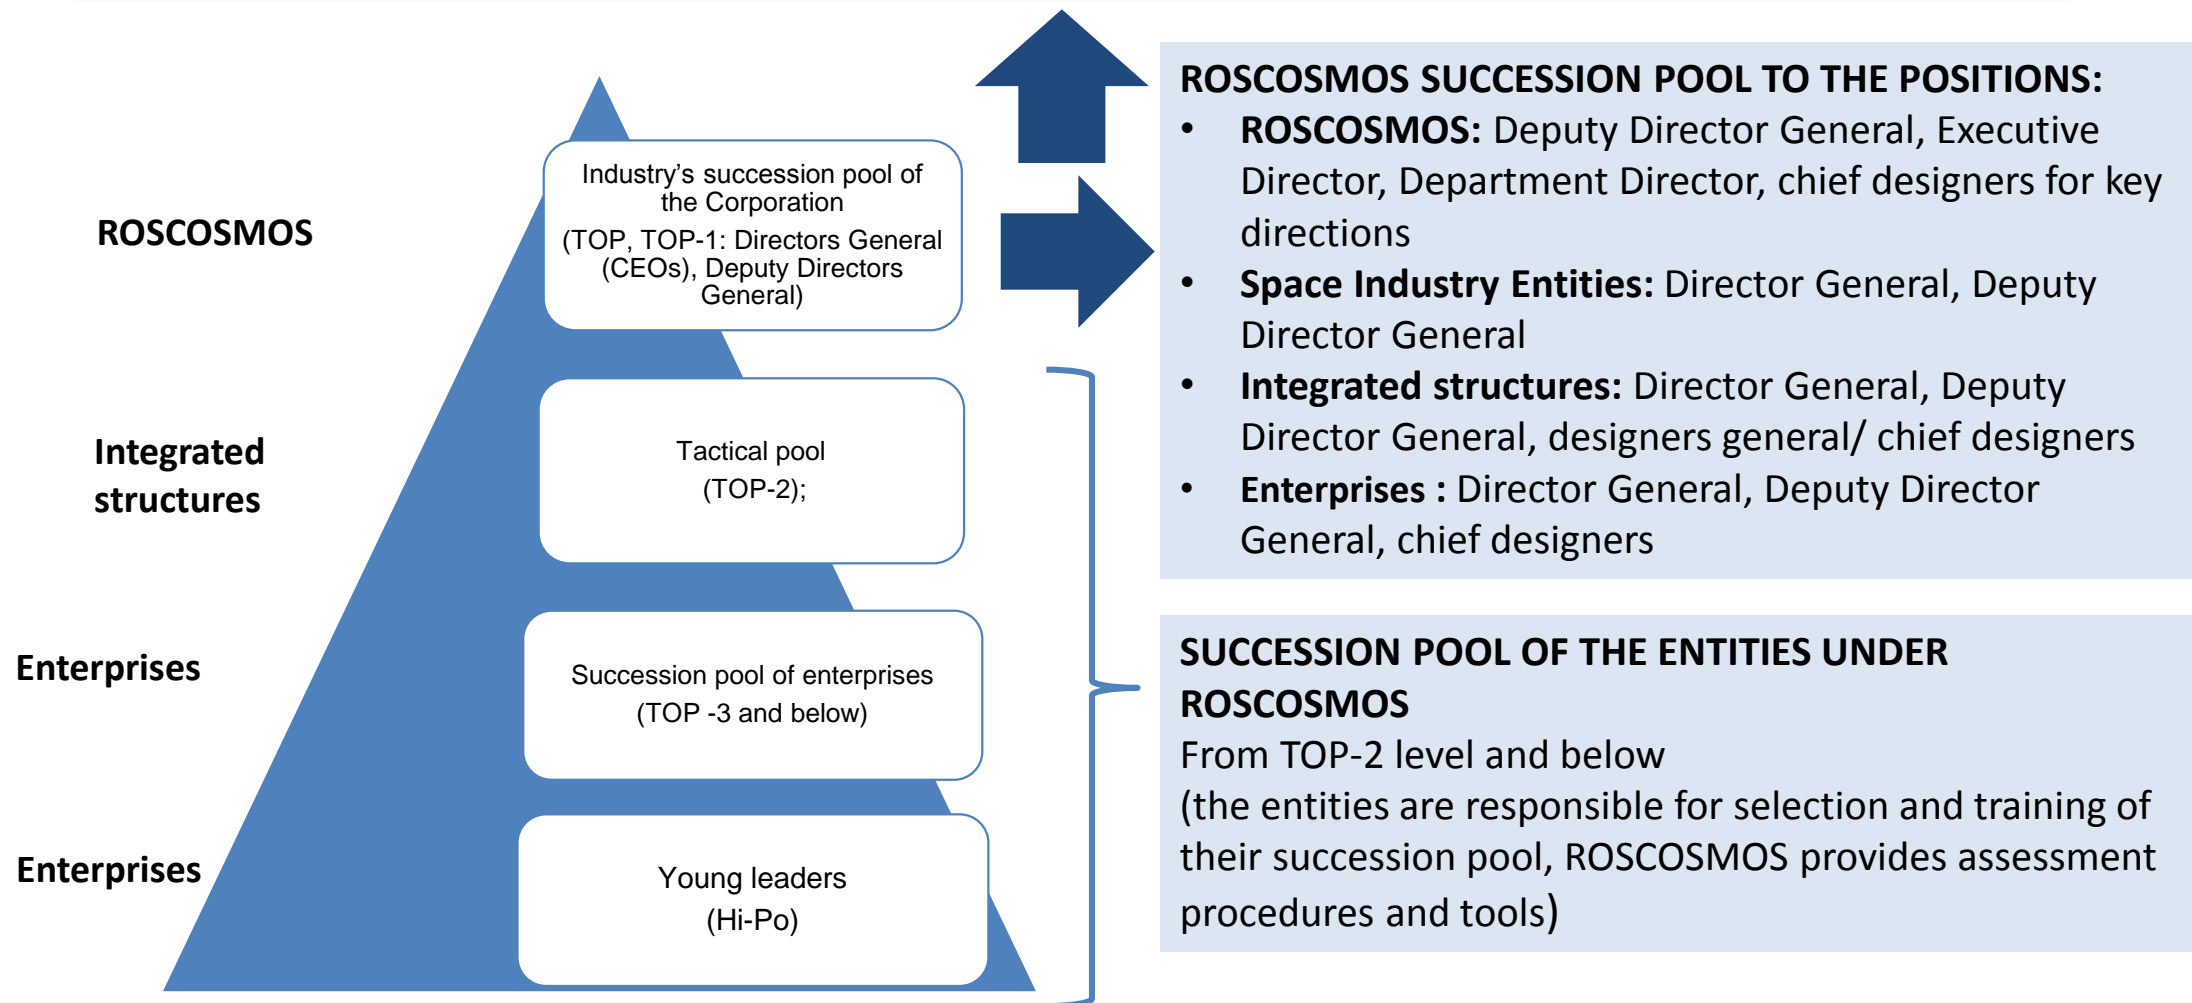 ROSCOSMOS
Industry’s succession pool of
the Corporation
(TOP, TOP-1: Directors General
(CEOs), Deputy Directors
General)
Integrated
structures
Tactical pool
(TOP-2);
Enterprises
Succession pool of enterprises
(TOP -3 and below)
Enterprises
Young leaders
(Hi-Po)
ROSCOSMOS SUCCESSION POOL TO THE POSITIONS:
• ROSCOSMOS: Deputy Director General, Executive
Director, Department Director, chief designers for key
directions
• Space Industry Entities: Director General, Deputy
Director General
• Integrated structures: Director General, Deputy
Director General, designers general/ chief designers
• Enterprises : Director General, Deputy Director
General, chief designers
SUCCESSION POOL OF THE ENTITIES UNDER
ROSCOSMOS
From TOP-2 level and below
(the entities are responsible for selection and training of
their succession pool, ROSCOSMOS provides assessment
procedures and tools)